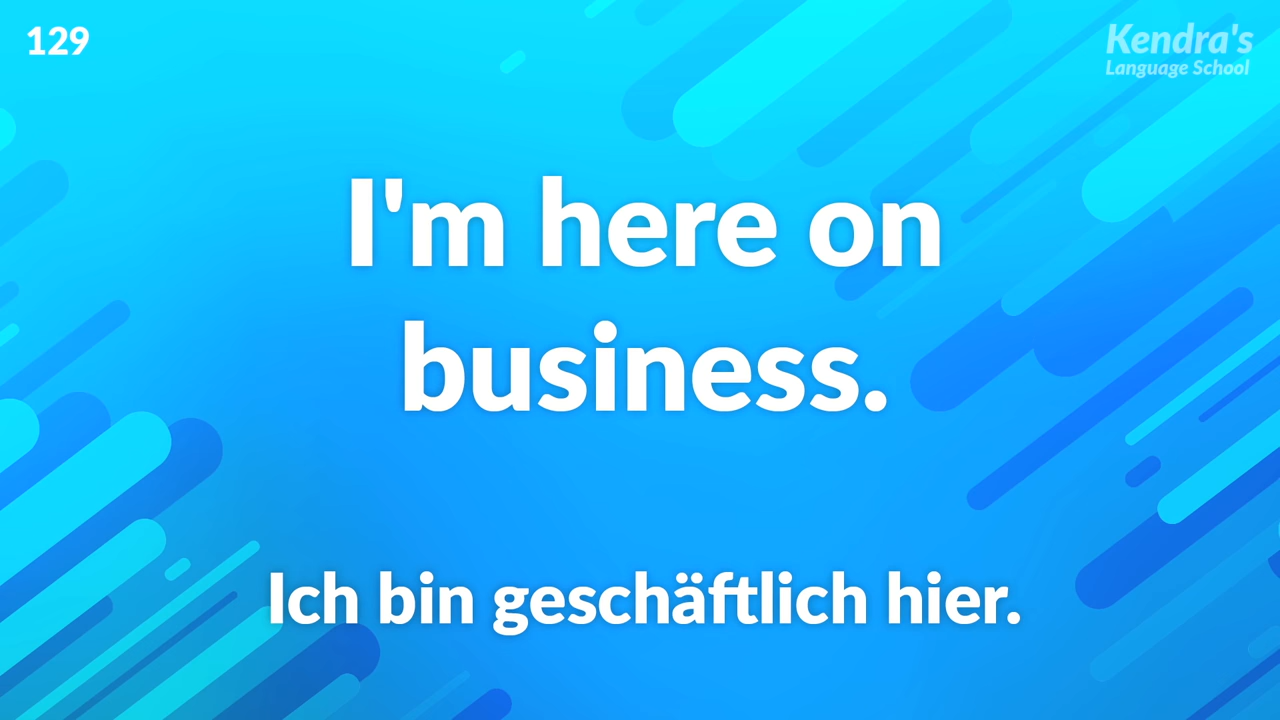 129
Kendra's
Language School
I'm here on
business.
Ich bin geschäftlich hier.